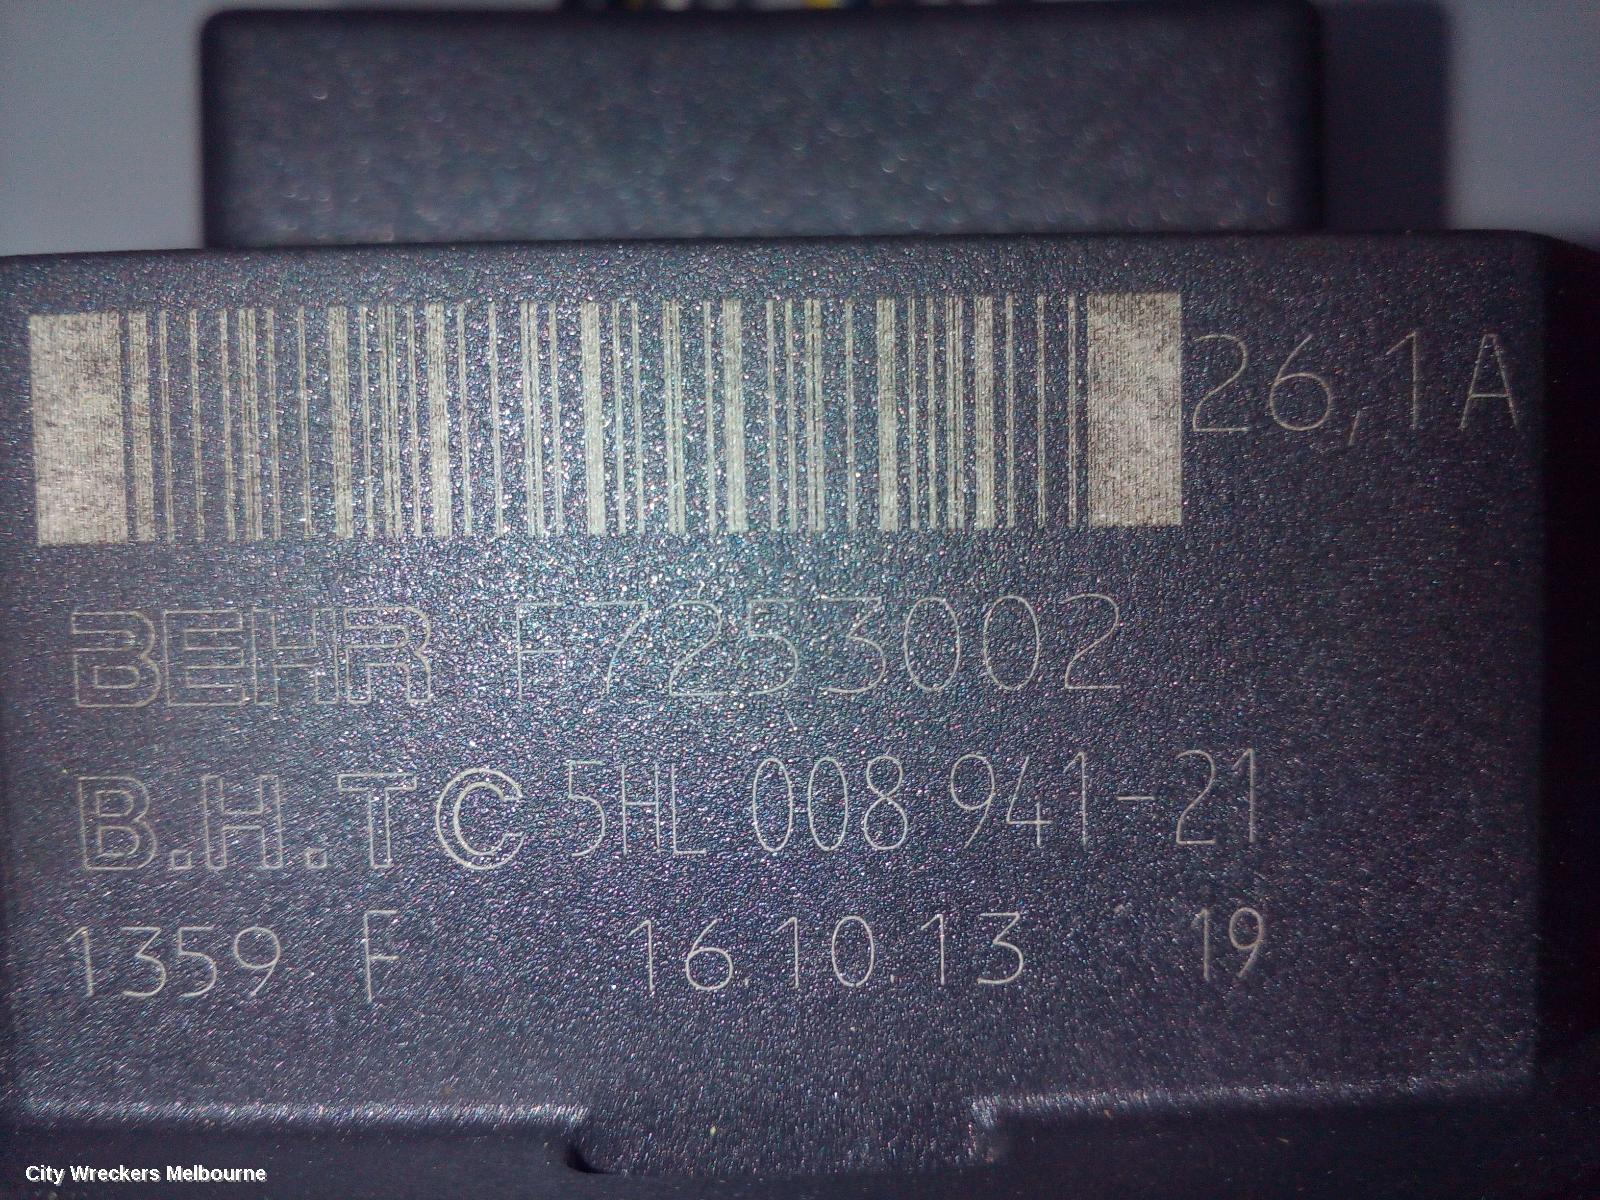 26,1A
BEHR F7253002
B.H.TC 5HL 008 941-21
1359 F 16.10.13 19
City Wreckers Melbourne